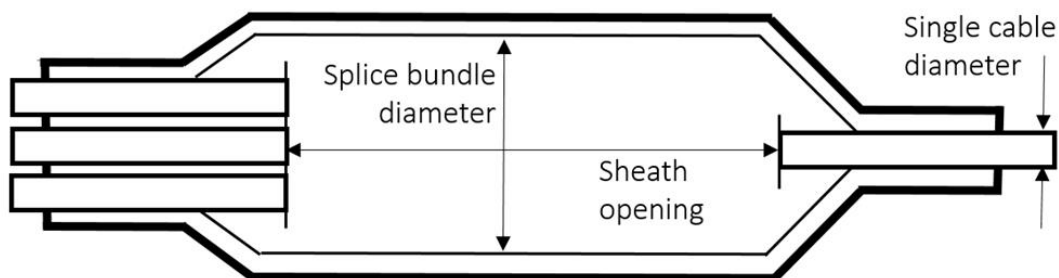 Single cable
diameter
Splice bundle
diameter
Sheath
opening